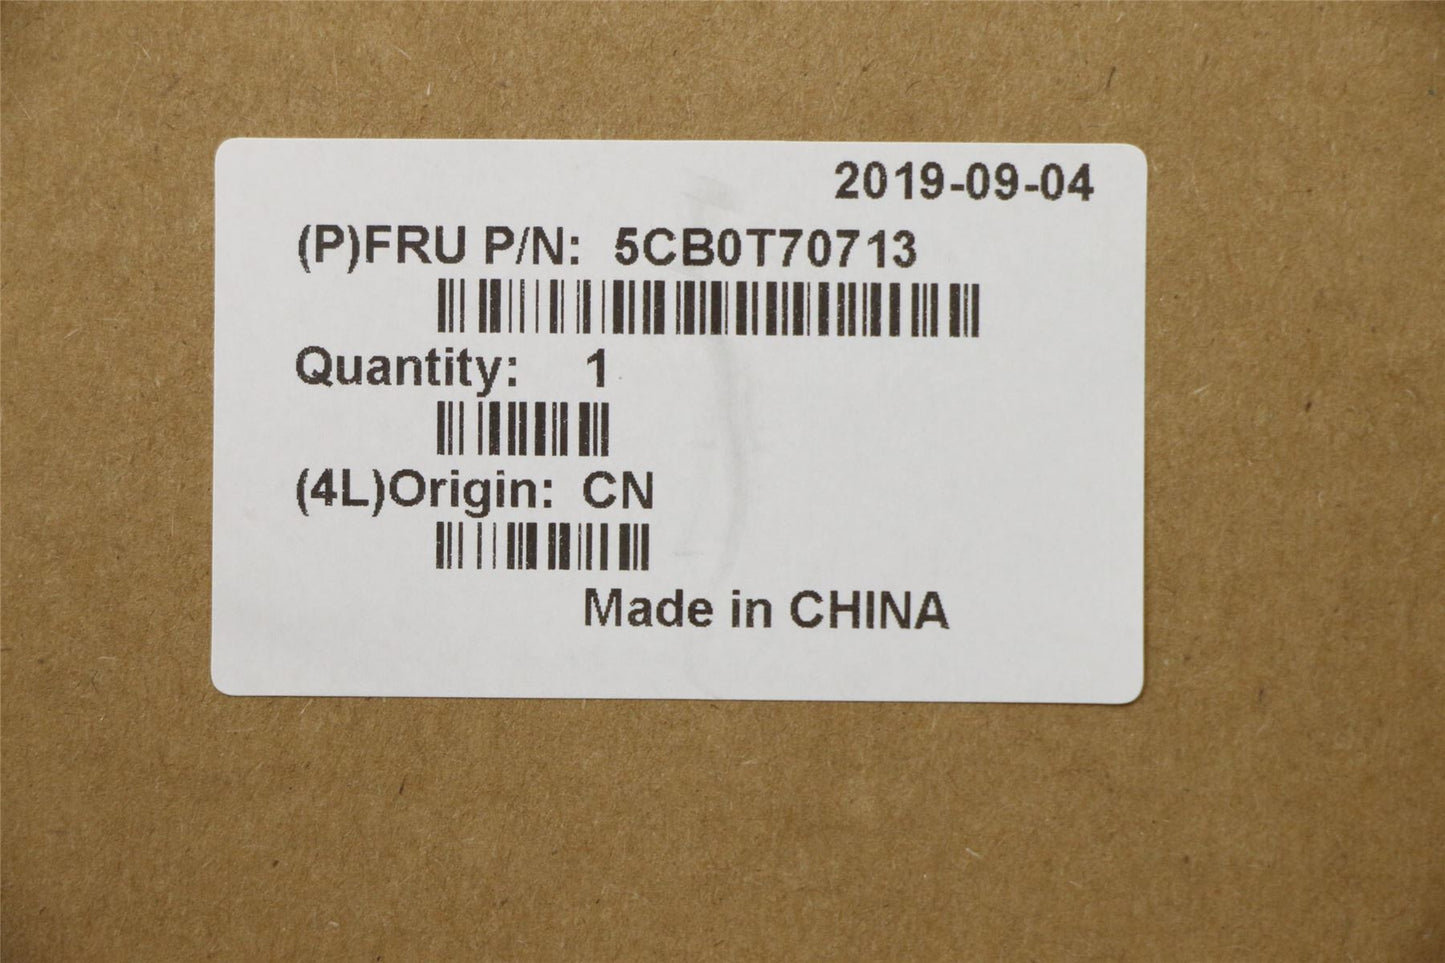 2019-09-04
(P)FRU P/N: 5CB0T70713
Quantity: 1
(4L)Origin: CN
Made in CHINA